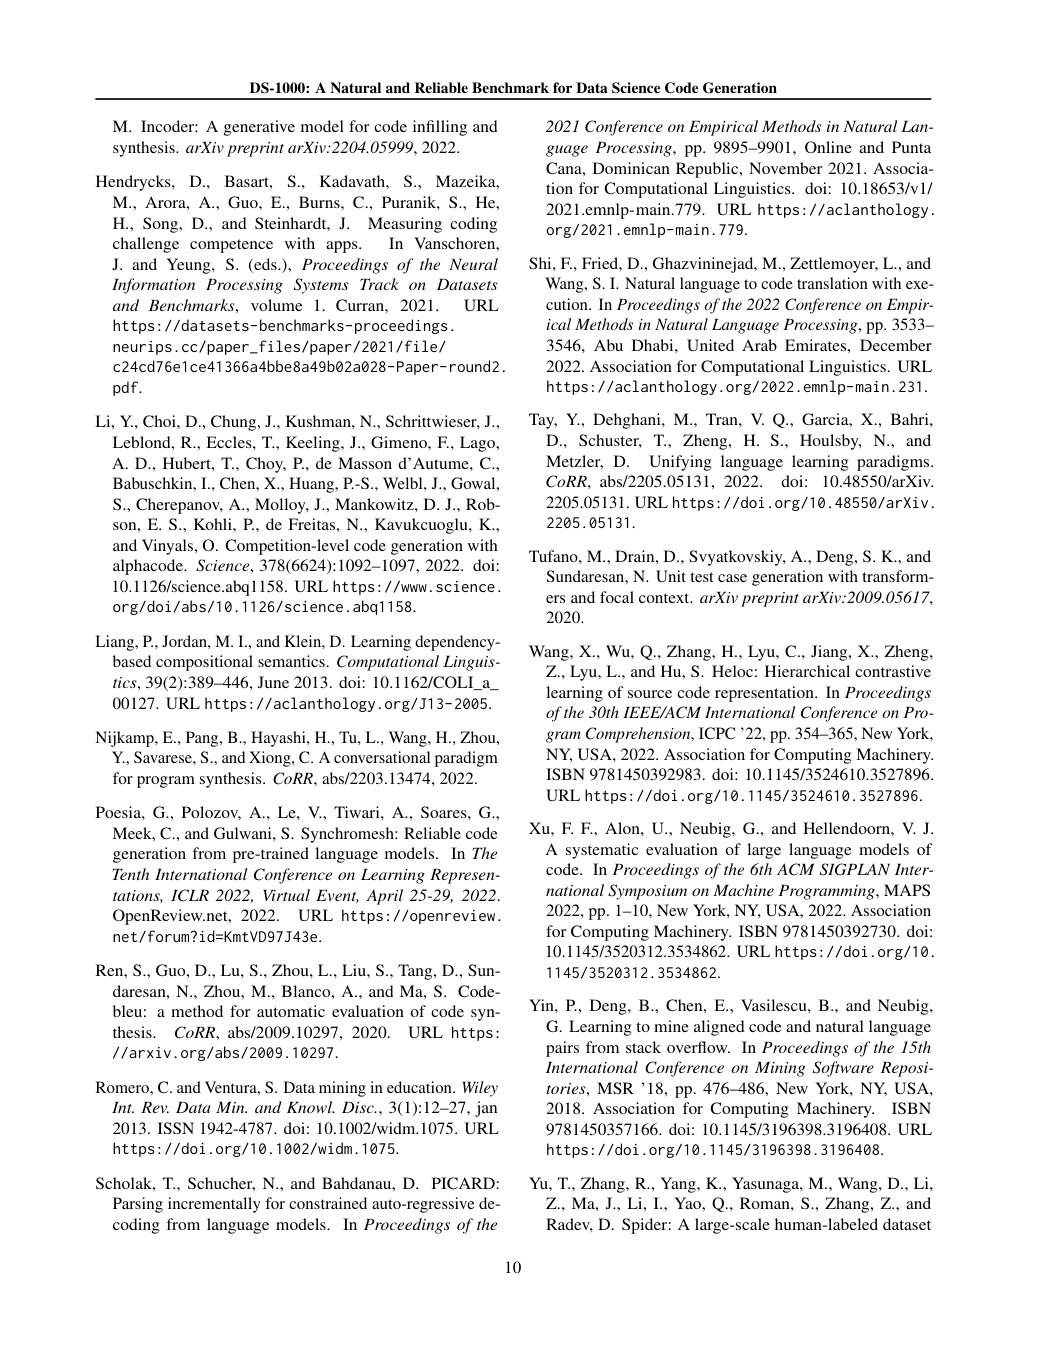 DS-1000: A Natural and Reliable Benchmark for Data Science Code Generation
M. Incoder: A generative model for code infilling and
synthesis. arXiv preprint arXiv:2204.05999, 2022.
Hendrycks, D., Basart, S., Kadavath, S., Mazeika,
M., Arora, A., Guo, E., Burns, C., Puranik, S., He,
H., Song, D., and Steinhardt, J. Measuring coding
challenge competence with apps. In Vanschoren,
J. and Yeung, S. (eds.), Proceedings of the Neural
Information Processing Systems Track on Datasets
and Benchmarks, volume 1. Curran, 2021. URL
https://datasets-benchmarks-proceedings.
neurips.cc/paper_files/paper/2021/file/
c24cd76e1ce41366a4bbe8a49b02a028-Paper-round2.
pdf.
Li, Y., Choi, D., Chung, J., Kushman, N., Schrittwieser, J.,
Leblond, R., Eccles, T., Keeling, J., Gimeno, F., Lago,
A. D., Hubert, T., Choy, P., de Masson d'Autume, C.,
Babuschkin, I., Chen, X., Huang, P.-S., Welbl, J., Gowal,
S., Cherepanov, A., Molloy, J., Mankowitz, D. J., Rob-
son, E. S., Kohli, P., de Freitas, N., Kavukcuoglu, K.,
and Vinyals, O. Competition-level code generation with
alphacode. Science, 378(6624):1092–1097, 2022. doi:
10.1126/science.abq1158. URL https://www.science.
org/doi/abs/10.1126/science.abq1158.
Liang, P., Jordan, M. I., and Klein, D. Learning dependency-
based compositional semantics. Computational Linguis-
tics, 39(2):389–446, June 2013. doi: 10.1162/COLI_a_
00127. URL https://aclanthology.org/J13-2005.
Nijkamp, E., Pang, B., Hayashi, H., Tu, L., Wang, H., Zhou,
Y., Savarese, S., and Xiong, C. A conversational paradigm
for program synthesis. CoRR, abs/2203.13474, 2022.
Poesia, G., Polozov, A., Le, V., Tiwari, A., Soares, G.,
Meek, C., and Gulwani, S. Synchromesh: Reliable code
generation from pre-trained language models. In The
Tenth International Conference on Learning Represen-
tations, ICLR 2022, Virtual Event, April 25-29, 2022.
OpenReview.net, 2022. URL https://openreview.
net/forum?id=KmtVD97J43e.
Ren, S., Guo, D., Lu, S., Zhou, L., Liu, S., Tang, D., Sun-
daresan, N., Zhou, M., Blanco, A., and Ma, S. Code-
bleu: a method for automatic evaluation of code syn-
thesis. CoRR, abs/2009.10297, 2020. URL https:
//arxiv.org/abs/2009.10297.
Romero, C. and Ventura, S. Data mining in education. Wiley
Int. Rev. Data Min. and Knowl. Disc., 3(1):12–27, jan
2013. ISSN 1942-4787. doi: 10.1002/widm.1075. URL
https://doi.org/10.1002/widm.1075.
Scholak, T., Schucher, N., and Bahdanau, D. PICARD:
Parsing incrementally for constrained auto-regressive de-
coding from language models. In Proceedings of the
2021 Conference on Empirical Methods in Natural Lan-
guage Processing, pp. 9895–9901, Online and Punta
Cana, Dominican Republic, November 2021. Associa-
tion for Computational Linguistics. doi: 10.18653/v1/
2021.emnlp-main.779. URL https://aclanthology.
org/2021.emnlp-main.779.
Shi, F., Fried, D., Ghazvininejad, M., Zettlemoyer, L., and
Wang, S. I. Natural language to code translation with exe-
cution. In Proceedings of the 2022 Conference on Empir-
ical Methods in Natural Language Processing, pp. 3533–
3546, Abu Dhabi, United Arab Emirates, December
2022. Association for Computational Linguistics. URL
https://aclanthology.org/2022.emnlp-main.231.
Tay, Y., Dehghani, M., Tran, V. Q., Garcia, X., Bahri,
D., Schuster, T., Zheng, H. S., Houlsby, N., and
Metzler, D. Unifying language learning paradigms.
CoRR, abs/2205.05131, 2022. doi: 10.48550/arXiv.
2205.05131. URL https://doi.org/10.48550/arXiv.
2205.05131.
Tufano, M., Drain, D., Svyatkovskiy, A., Deng, S. K., and
Sundaresan, N. Unit test case generation with transform-
ers and focal context. arXiv preprint arXiv:2009.05617,
2020.
Wang, X., Wu, Q., Zhang, H., Lyu, C., Jiang, X., Zheng,
Z., Lyu, L., and Hu, S. Heloc: Hierarchical contrastive
learning of source code representation. In Proceedings
of the 30th IEEE/ACM International Conference on Pro-
gram Comprehension, ICPC '22, pp. 354–365, New York,
NY, USA, 2022. Association for Computing Machinery.
ISBN 9781450392983. doi: 10.1145/3524610.3527896.
URL https://doi.org/10.1145/3524610.3527896.
Xu, F. F., Alon, U., Neubig, G., and Hellendoorn, V. J.
A systematic evaluation of large language models of
code. In Proceedings of the 6th ACM SIGPLAN Inter-
national Symposium on Machine Programming, MAPS
2022, pp. 1–10, New York, NY, USA, 2022. Association
for Computing Machinery. ISBN 9781450392730. doi:
10.1145/3520312.3534862. URL https://doi.org/10.
1145/3520312.3534862.
Yin, P., Deng, B., Chen, E., Vasilescu, B., and Neubig,
G. Learning to mine aligned code and natural language
pairs from stack overflow. In Proceedings of the 15th
International Conference on Mining Software Reposi-
tories, MSR '18, pp. 476–486, New York, NY, USA,
2018. Association for Computing Machinery. ISBN
9781450357166. doi: 10.1145/3196398.3196408. URL
https://doi.org/10.1145/3196398.3196408.
Yu, T., Zhang, R., Yang, K., Yasunaga, M., Wang, D., Li,
Z., Ma, J., Li, I., Yao, Q., Roman, S., Zhang, Z., and
Radev, D. Spider: A large-scale human-labeled dataset
10